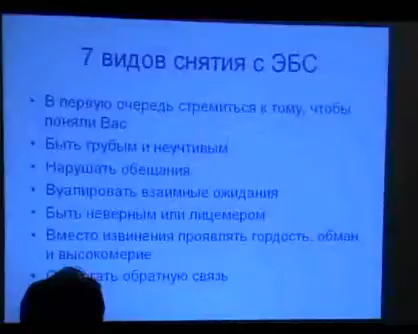 7 видов снятия с ЭБС
• В первую очередь стремиться к тому, чтобы
поняли Вас
• Быть грубым и неучтивым
• Нарушать обещания
• Вуалировать взаимные ожидания
• Быть неверным или лицемером
• Вместо извинения проявлять гордость, обман
и высокомерие
обратную связь